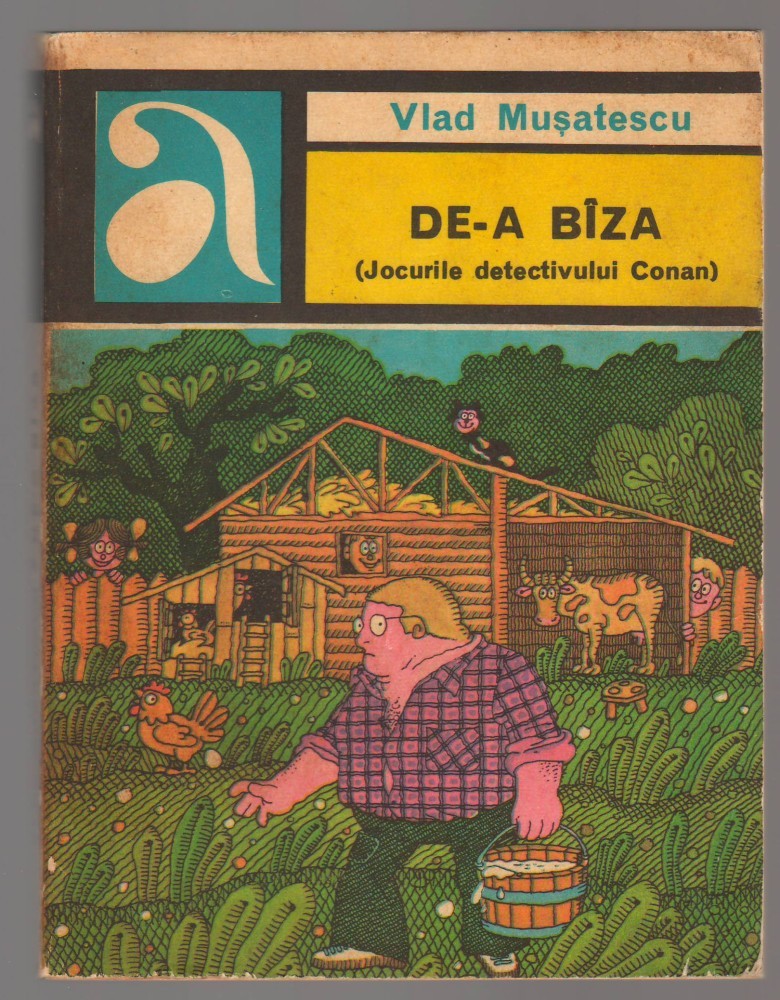 a
Vlad Mușatescu
DE-A BÎZA
(Jocurile detectivului Conan)